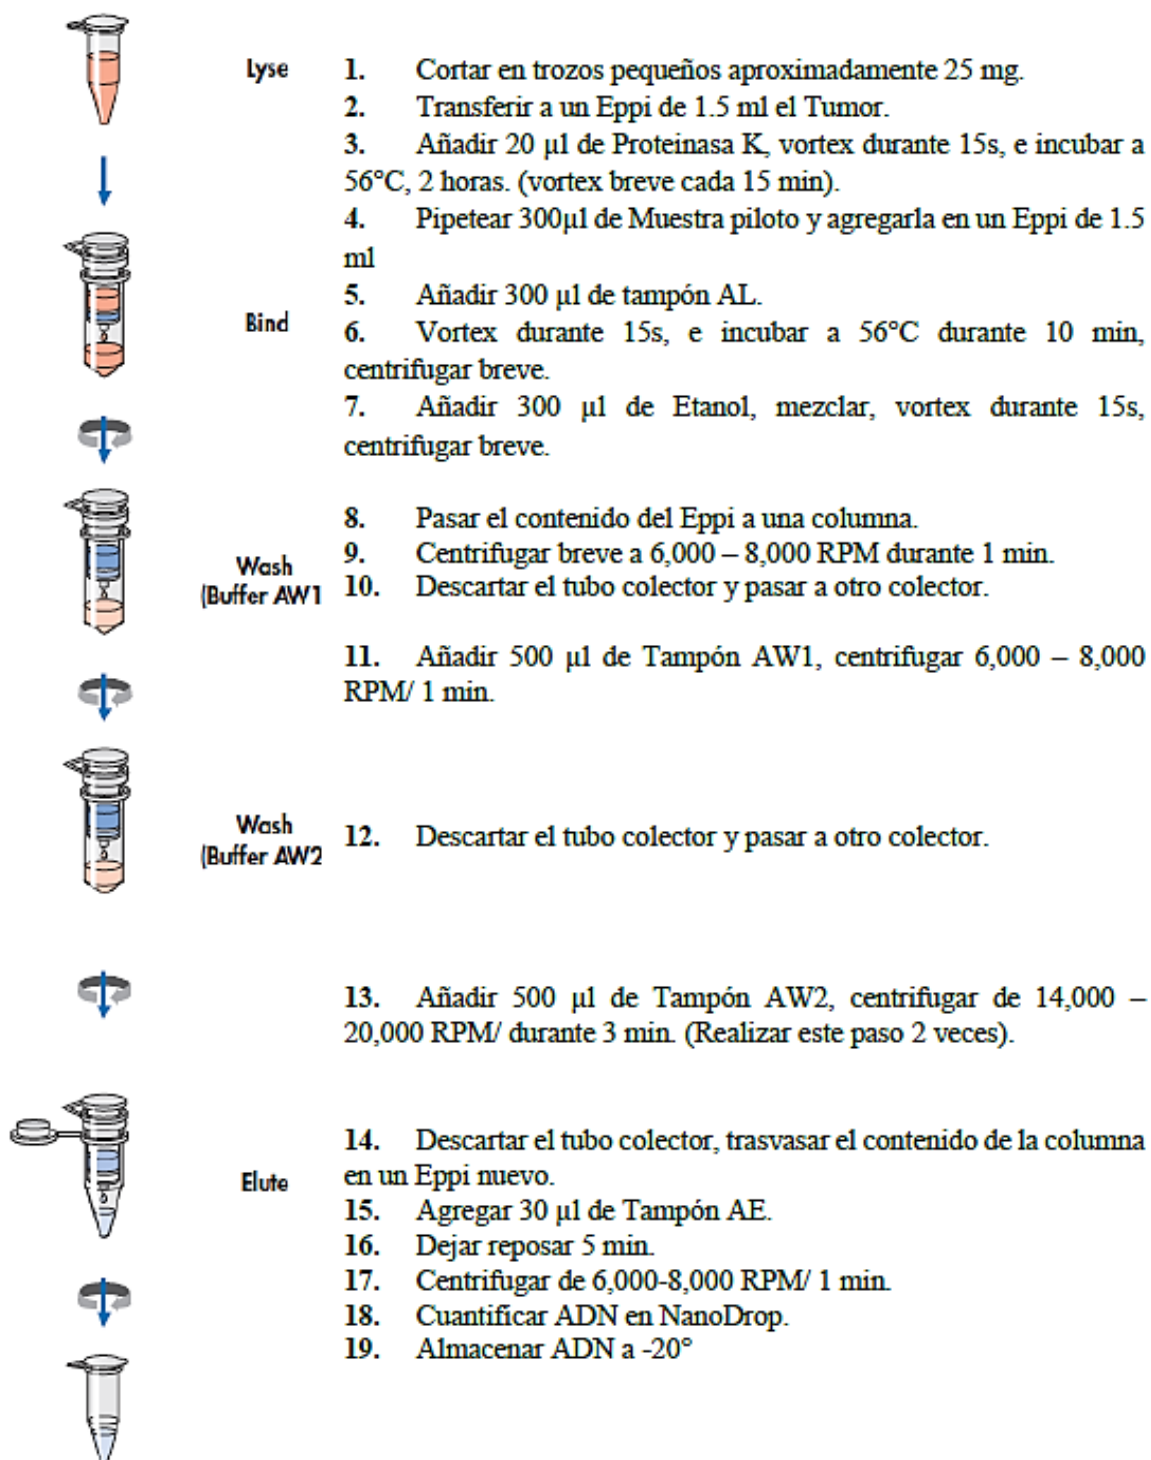 Lyse
1. Cortar en trozos pequeños aproximadamente 25 mg.
2. Transferir a un Eppi de 1.5 ml el Tumor.
3. Añadir 20 µl de Proteinasa K, vortex durante 15s, e incubar a
56°C, 2 horas. (vortex breve cada 15 min).
4. Pipetear 300µl de Muestra piloto y agregarla en un Eppi de 1.5
ml
Bind
5. Añadir 300 µl de tampón AL.
6. Vortex durante 15s, e incubar a 56°C durante 10 min,
centrifugar breve.
7. Añadir 300 µl de Etanol, mezclar, vortex durante 15s,
centrifugar breve.
8. Pasar el contenido del Eppi a una columna.
Wash
(Buffer AW1
9. Centrifugar breve a 6,000 – 8,000 RPM durante 1 min.
10. Descartar el tubo colector y pasar a otro colector.
11. Añadir 500 µl de Tampón AW1, centrifugar 6,000 – 8,000
RPM/ 1 min.
Wash
(Buffer AW2
12. Descartar el tubo colector y pasar a otro colector.
13. Añadir 500 µl de Tampón AW2, centrifugar de 14,000 –
20,000 RPM/ durante 3 min. (Realizar este paso 2 veces).
Elute
14. Descartar el tubo colector, trasvasar el contenido de la columna
en un Eppi nuevo.
15. Agregar 30 µl de Tampón AE.
16. Dejar reposar 5 min.
17. Centrifugar de 6,000-8,000 RPM/ 1 min.
18. Cuantificar ADN en NanoDrop.
19. Almacenar ADN a -20°